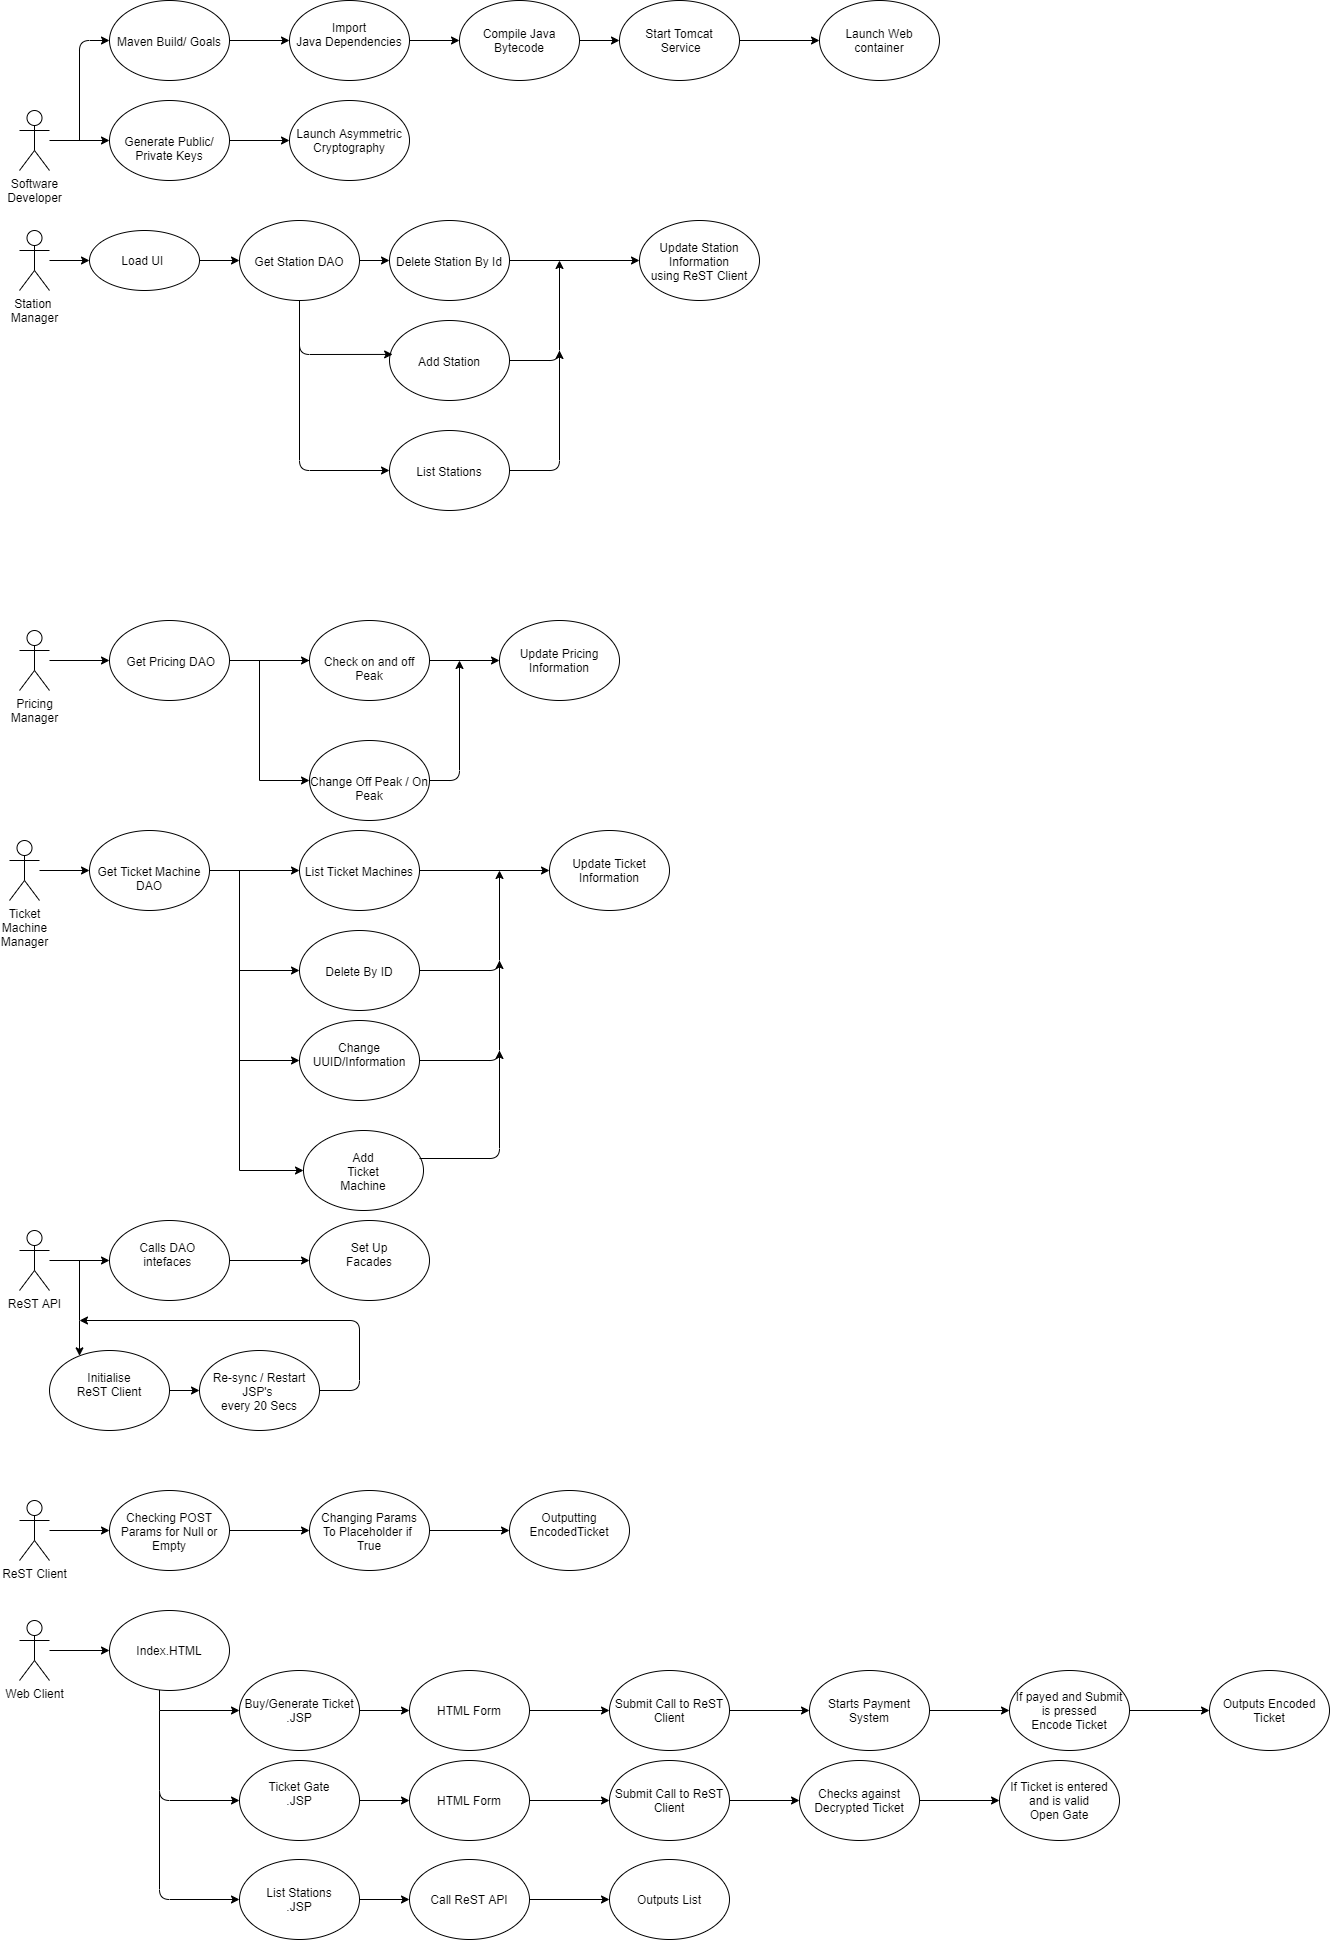 Maven Build/ Goals
Import
Java Dependencies
Compile Java
Bytecode
Start Tomcat
Service
Launch Web
container
Generate Public/
Private Keys
Launch Asymmetric
Cryptography
Software
Developer
Load UI
Get Station DAO
Delete Station By Id
Update Station
Information
using ReST Client
Station
Manager
Add Station
List Stations
Get Pricing DAO
Check on and off
Peak
Update Pricing
Information
Pricing
Manager
Change Off Peak / On
Peak
Get Ticket Machine
DAO
List Ticket Machines
Update Ticket
Information
Ticket
Machine
Manager
Delete By ID
Change
UUID/Information
Add
Ticket
Machine
Calls DAO
intefaces
Set Up
Facades
ReST API
Initialise
ReST Client
Re-sync / Restart
JSP's
every 20 Secs
Checking POST
Params for Null or
Empty
Changing Params
To Placeholder if
True
Outputting
EncodedTicket
ReST Client
Index.HTML
Web Client
Buy/Generate Ticket
.JSP
HTML Form
Submit Call to ReST
Client
Starts Payment
System
If payed and Submit
is pressed
Encode Ticket
Outputs Encoded
Ticket
Ticket Gate
.JSP
HTML Form
Submit Call to ReST
Client
Checks against
Decrypted Ticket
If Ticket is entered
and is valid
Open Gate
List Stations
.JSP
Call ReST API
Outputs List